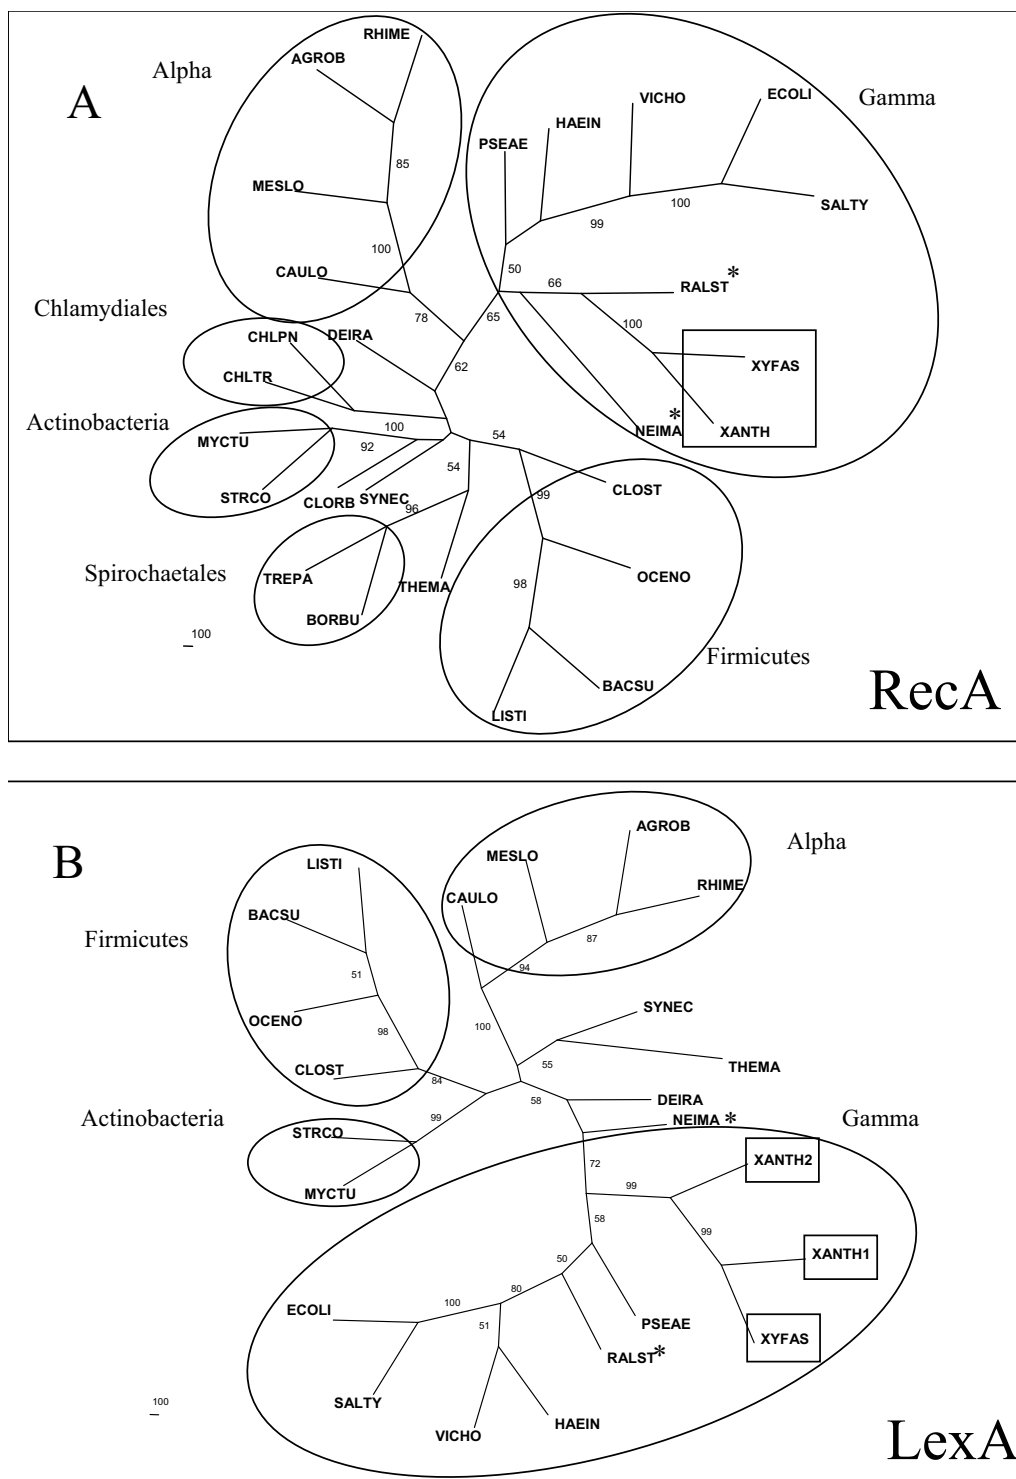 RHIME
AGROB
Alpha
A
ECOLI
Gamma
VICHO
HAEIN
PSEAE
85
MESLO
SALTY
99
100
100
CAULO
50
66
RALST*
Chlamydiales
CHLPN
DEIRA
78
65
100
XYFAS
CHLTR
62
Actinobacteria
*
NEIMA
XANTH
MYCTU
100
92
54
54
STRCO
CLORB
SYNEC
96
99
CLOST
Spirochaetales
TREPA
THEMA
98
OCENO
BORBU
100
Firmicutes
BACSU
LISTI
RecA
B
AGROB
Alpha
LISTI
MESLO
RHIME
CAULO
BACSU
Firmicutes
87
51
94
OCENO
98
100
SYNEC
CLOST
84
55
THEMA
Actinobacteria
99
58
DEIRA
NEIMA *
Gamma
STRCO
72
XANTH2
MYCTU
99
58
99
XANTH1
50
80
ECOLI
100
51
PSEAE
XYFAS
RALST*
SALTY
100
VICHO
HAEIN
LexA